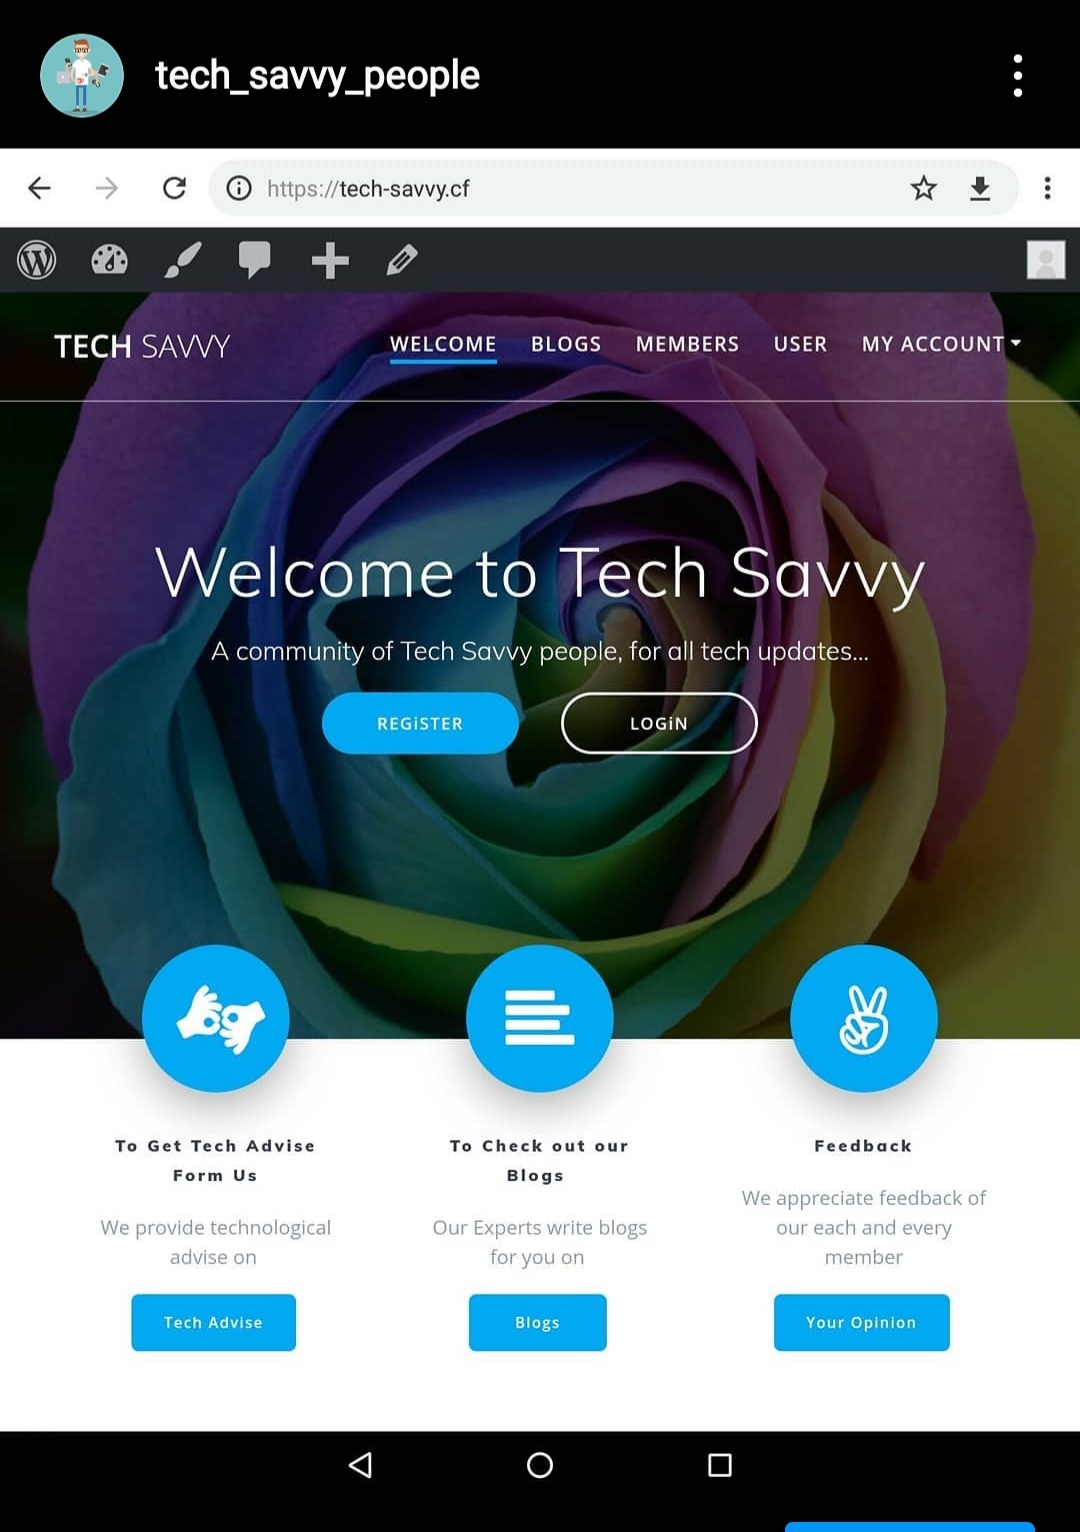 tech_savvy_people
https://tech-savvy.cf
TECH SAVVY WELCOME BLOGS MEMBERS USER MY ACCOUNT
Welcome to Tech Savvy
A community of Tech Savvy people, for all tech updates...
REGiSTER LOGiN
To Get Tech Advise
Form Us
We provide technological
advise on
Tech Advise
To Check out our
Blogs
Our Experts write blogs
for you on
Blogs
Feedback
We appreciate feedback of
our each and every
member
Your Opinion